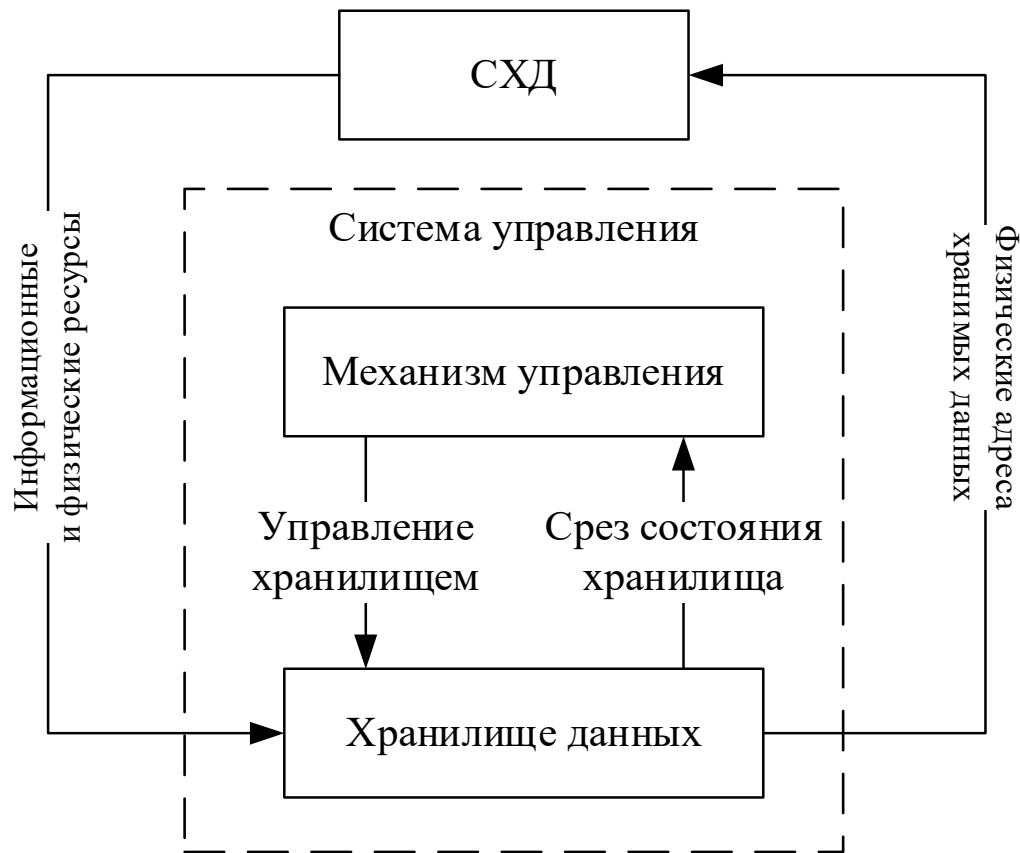 СХД
Система управления
Информационные
и физические ресурсы
Физические адреса
хранимых данных
Механизм управления
Управление
хранилищем
Срез состояния
хранилища
Хранилище данных